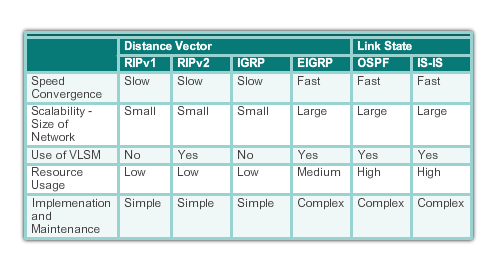 Distance Vector Link State
RIPv1 RIPv2 IGRP EIGRP OSPF IS-IS
Speed Convergence Slow Slow Slow Fast Fast Fast
Scalability - Size of Network Small Small Small Large Large Large
Use of VLSM No Yes No Yes Yes Yes
Resource Usage Low Low Low Medium High High
Implemenation and Maintenance Simple Simple Simple Complex Complex Complex